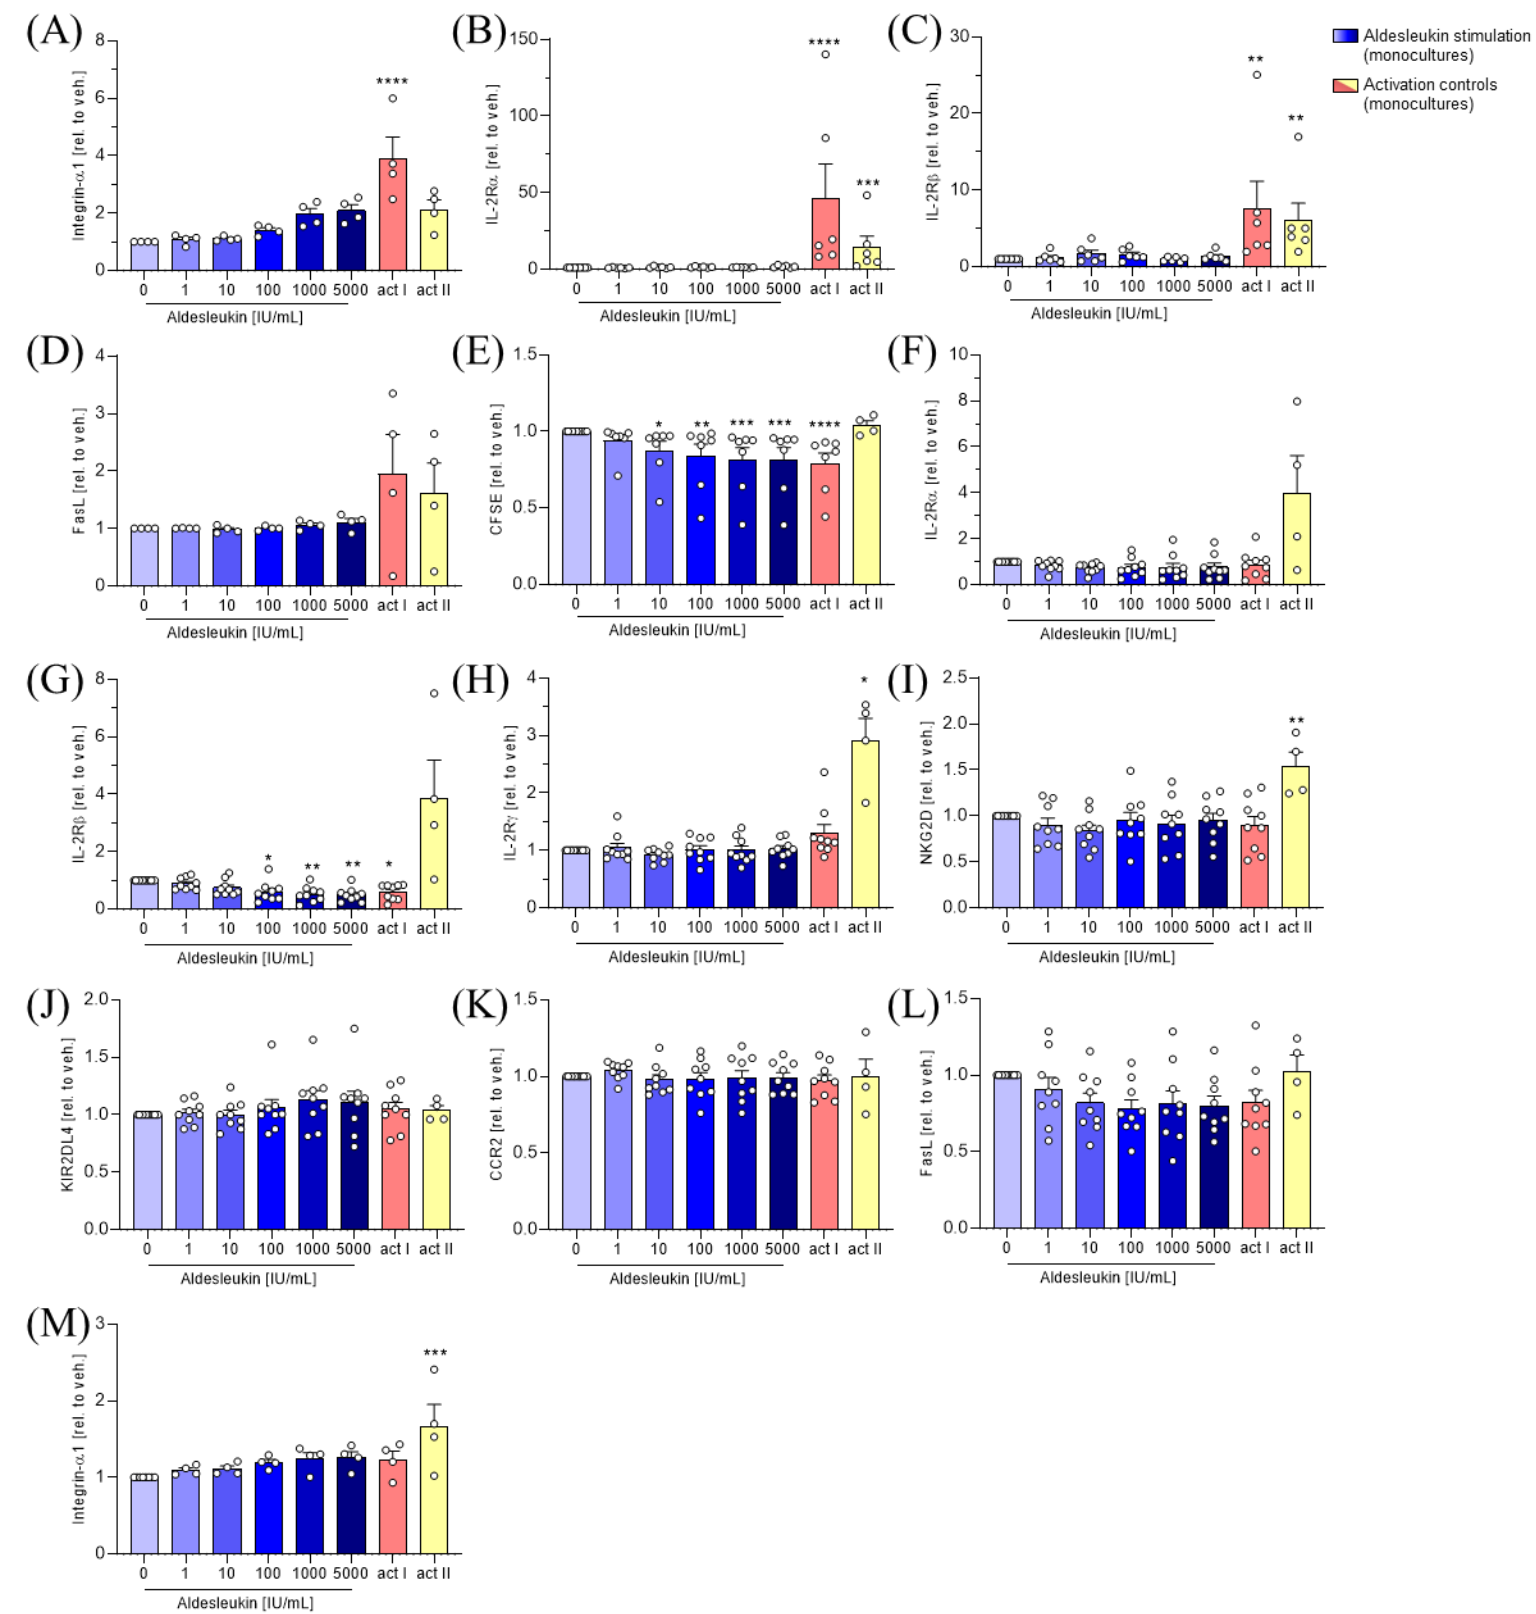 (A)
Integrin-α1 [rel. to veh.]
8
6
4
2
0
****
0 1 10 100 1000 5000 act I act II
Aldesleukin [IU/mL]
(B)
IL-2Rα [rel. to veh.]
150
100
50
0
****
***
0 1 10 100 1000 5000 act I act II
Aldesleukin [IU/mL]
(C)
IL-2Rβ [rel. to veh.]
30
20
10
0
**
**
0 1 10 100 1000 5000 act I act II
Aldesleukin [IU/mL]
Aldesleukin stimulation
(monocultures)
Activation controls
(monocultures)
(D)
FasL [rel. to veh.]
4
3
2
1
0
0 1 10 100 1000 5000 act I act II
Aldesleukin [IU/mL]
(E)
CFSE [rel. to veh.]
1.5
1.0
0.5
0.0
* ** *** *** ****
0 1 10 100 1000 5000 act I act II
Aldesleukin [IU/mL]
(F)
IL-2Rα [rel. to veh.]
10
8
6
4
2
0
0 1 10 100 1000 5000 act I act II
Aldesleukin [IU/mL]
(G)
IL-2Rβ [rel. to veh.]
8
6
4
2
0
* ** ** *
0 1 10 100 1000 5000 act I act II
Aldesleukin [IU/mL]
(H)
IL-2Rγ [rel. to veh.]
4
3
2
1
0
*
0 1 10 100 1000 5000 act I act II
Aldesleukin [IU/mL]
(I)
NKG2D [rel. to veh.]
2.5
2.0
1.5
1.0
0.5
0.0
**
0 1 10 100 1000 5000 act I act II
Aldesleukin [IU/mL]
(J)
KIR2DL4 [rel. to veh.]
2.0
1.5
1.0
0.5
0.0
0 1 10 100 1000 5000 act I act II
Aldesleukin [IU/mL]
(K)
CCR2 [rel. to veh.]
1.5
1.0
0.5
0.0
0 1 10 100 1000 5000 act I act II
Aldesleukin [IU/mL]
(L)
FasL [rel. to veh.]
1.5
1.0
0.5
0.0
0 1 10 100 1000 5000 act I act II
Aldesleukin [IU/mL]
(M)
Integrin-α1 [rel. to veh.]
3
2
1
0
***
0 1 10 100 1000 5000 act I act II
Aldesleukin [IU/mL]